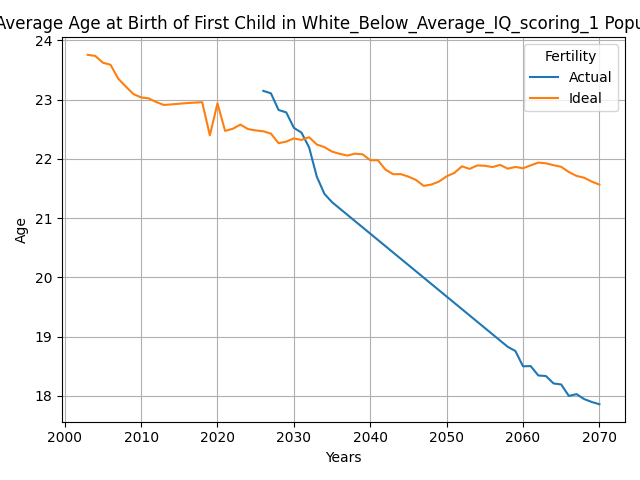 Average Age at Birth of First Child in White_Below_Average_IQ_scoring_1 Popu
24
23
22
21
20
19
18
Age
2000 2010 2020 2030 2040 2050 2060 2070
Years
Fertility
Actual
Ideal